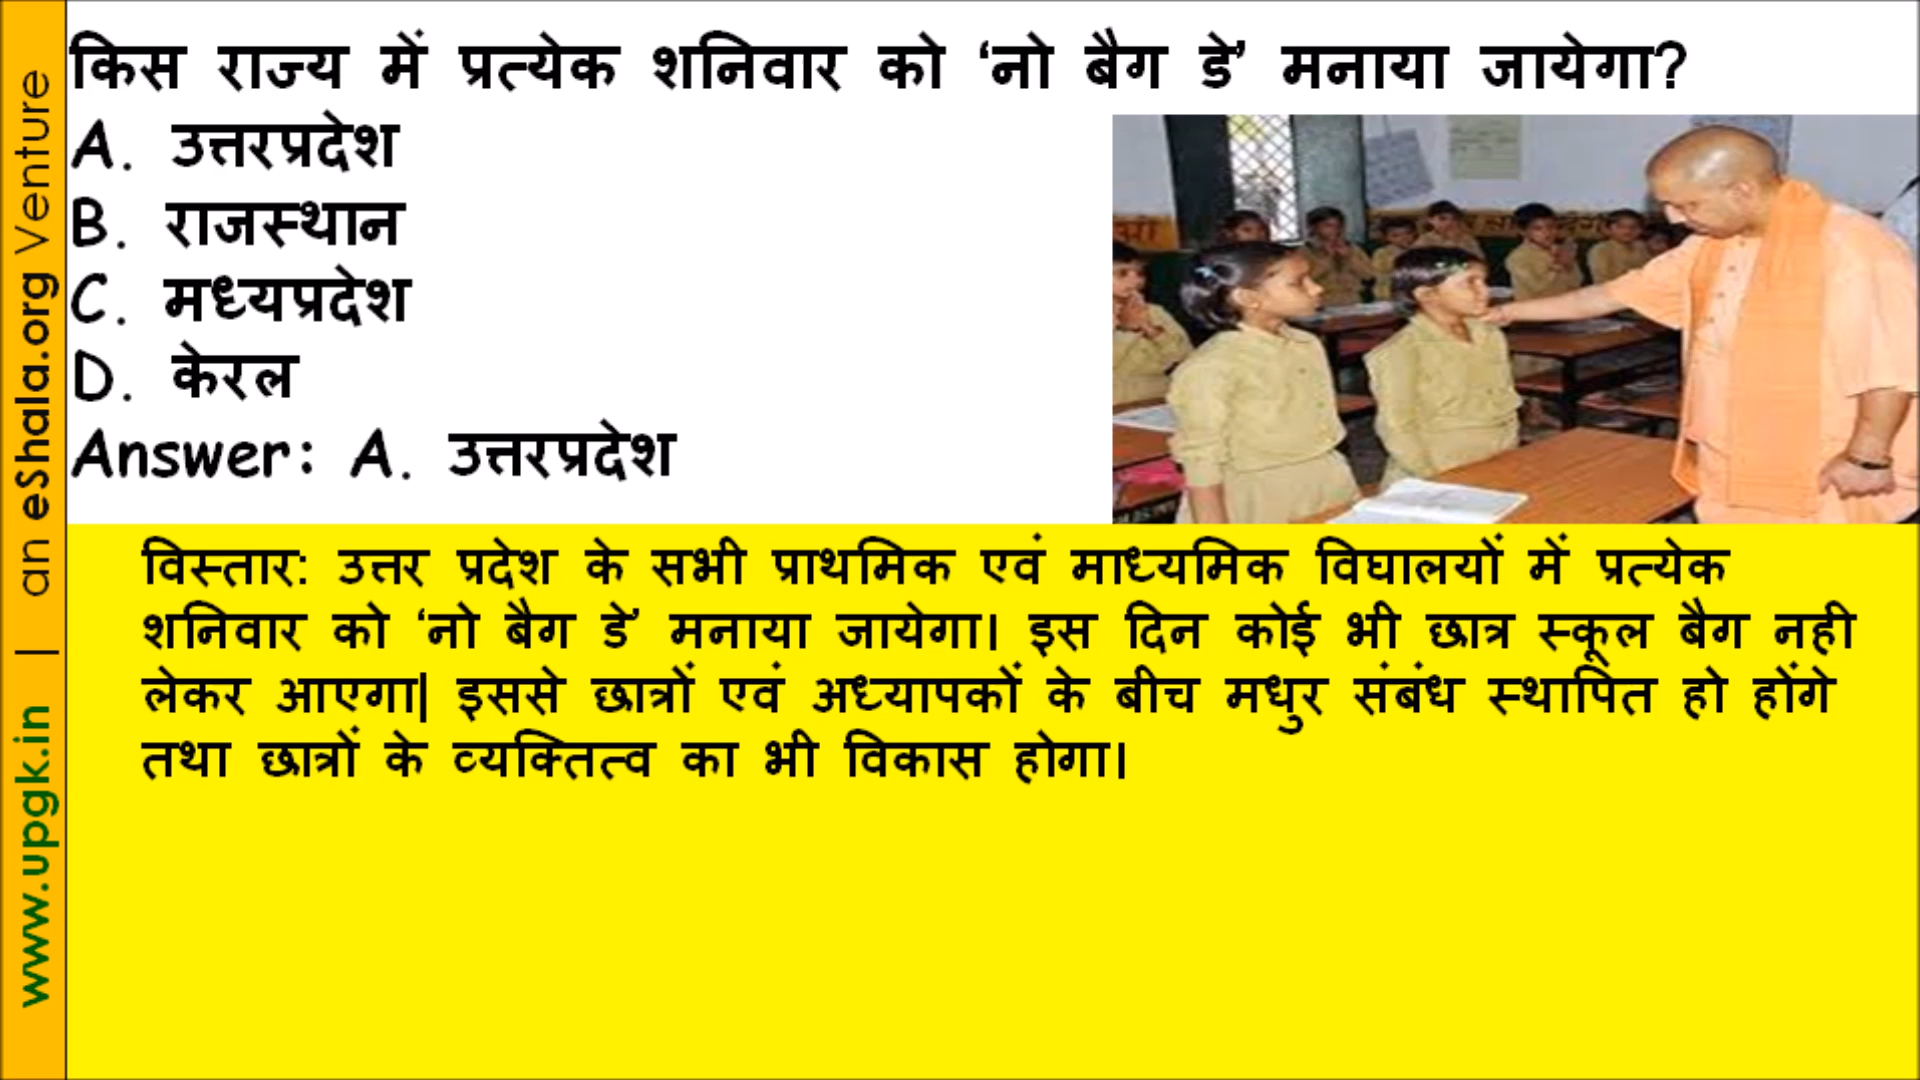 किस राज्य में प्रत्येक शनिवार को ‘नो बैग डे’ मनाया जायेगा?
A. उत्तरप्रदेश
B. राजस्थान
C. मध्यप्रदेश
D. केरल
Answer: A. उत्तरप्रदेश
विस्तार: उत्तर प्रदेश के सभी प्राथमिक एवं माध्यमिक विघालयों में प्रत्येक
शनिवार को ‘नो बैग डे’ मनाया जायेगा। इस दिन कोई भी छात्र स्कूल बैग नही
लेकर आएगा| इससे छात्रों एवं अध्यापकों के बीच मधुर संबंध स्थापित हो होंगे
तथा छात्रों के व्यक्तित्व का भी विकास होगा।
www.upgk.in | an eShala.org Venture